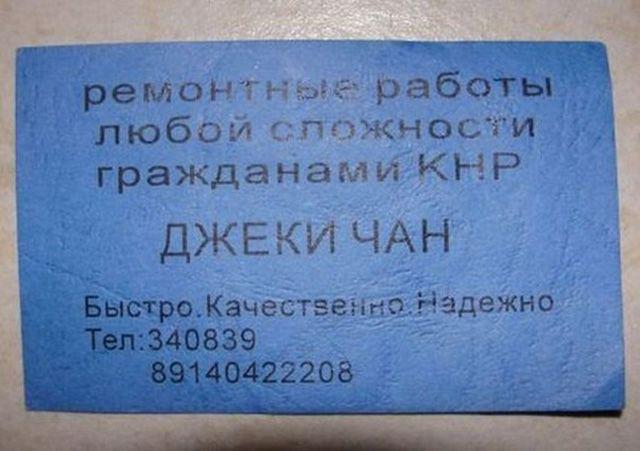 ремонтные работы
любой сложности
гражданами КНР
ДЖЕКИ ЧАН
Быстро.Качественно.Надежно
Тел:340839
89140422208